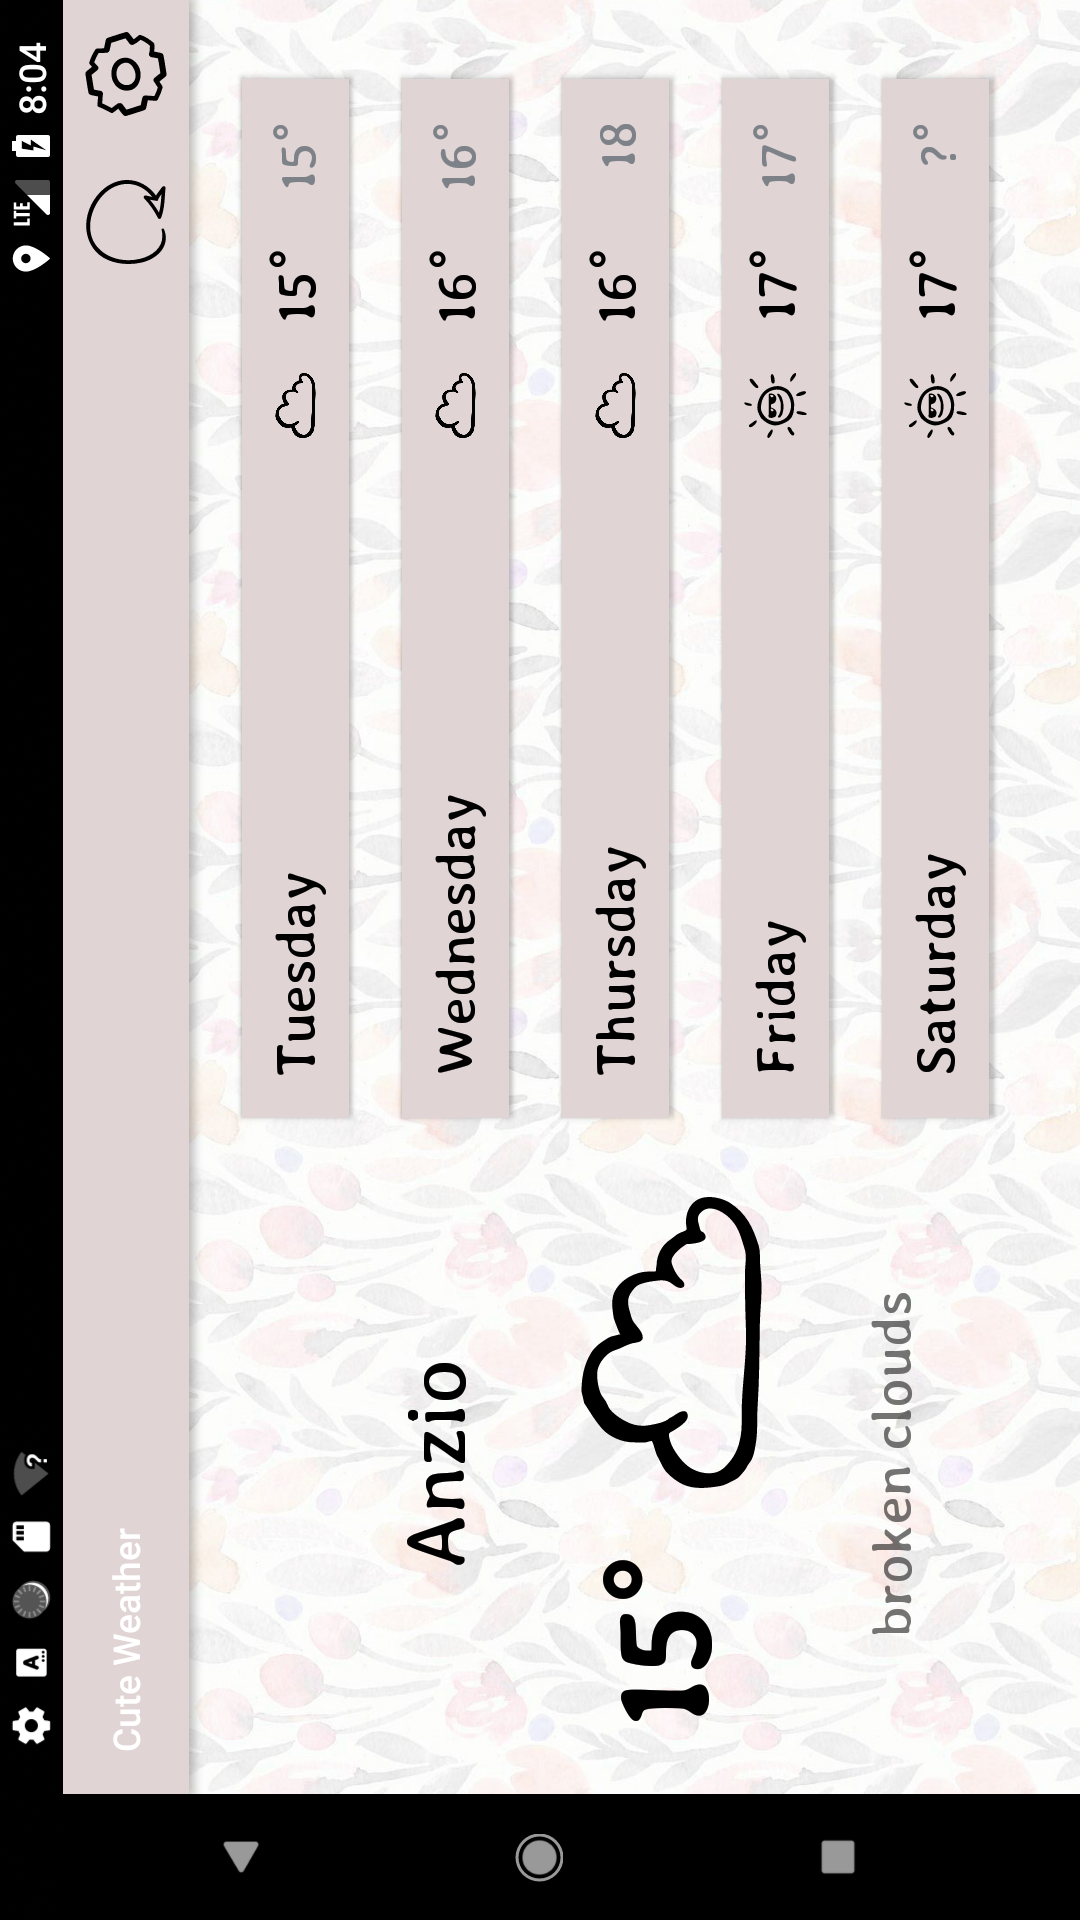 8:04
LTE
A
?
Cute Weather
Anzio
15°
broken clouds
Tuesday 15° 15°
Wednesday 16° 16°
Thursday 16° 18
Friday 17° 17°
Saturday 17° ?°